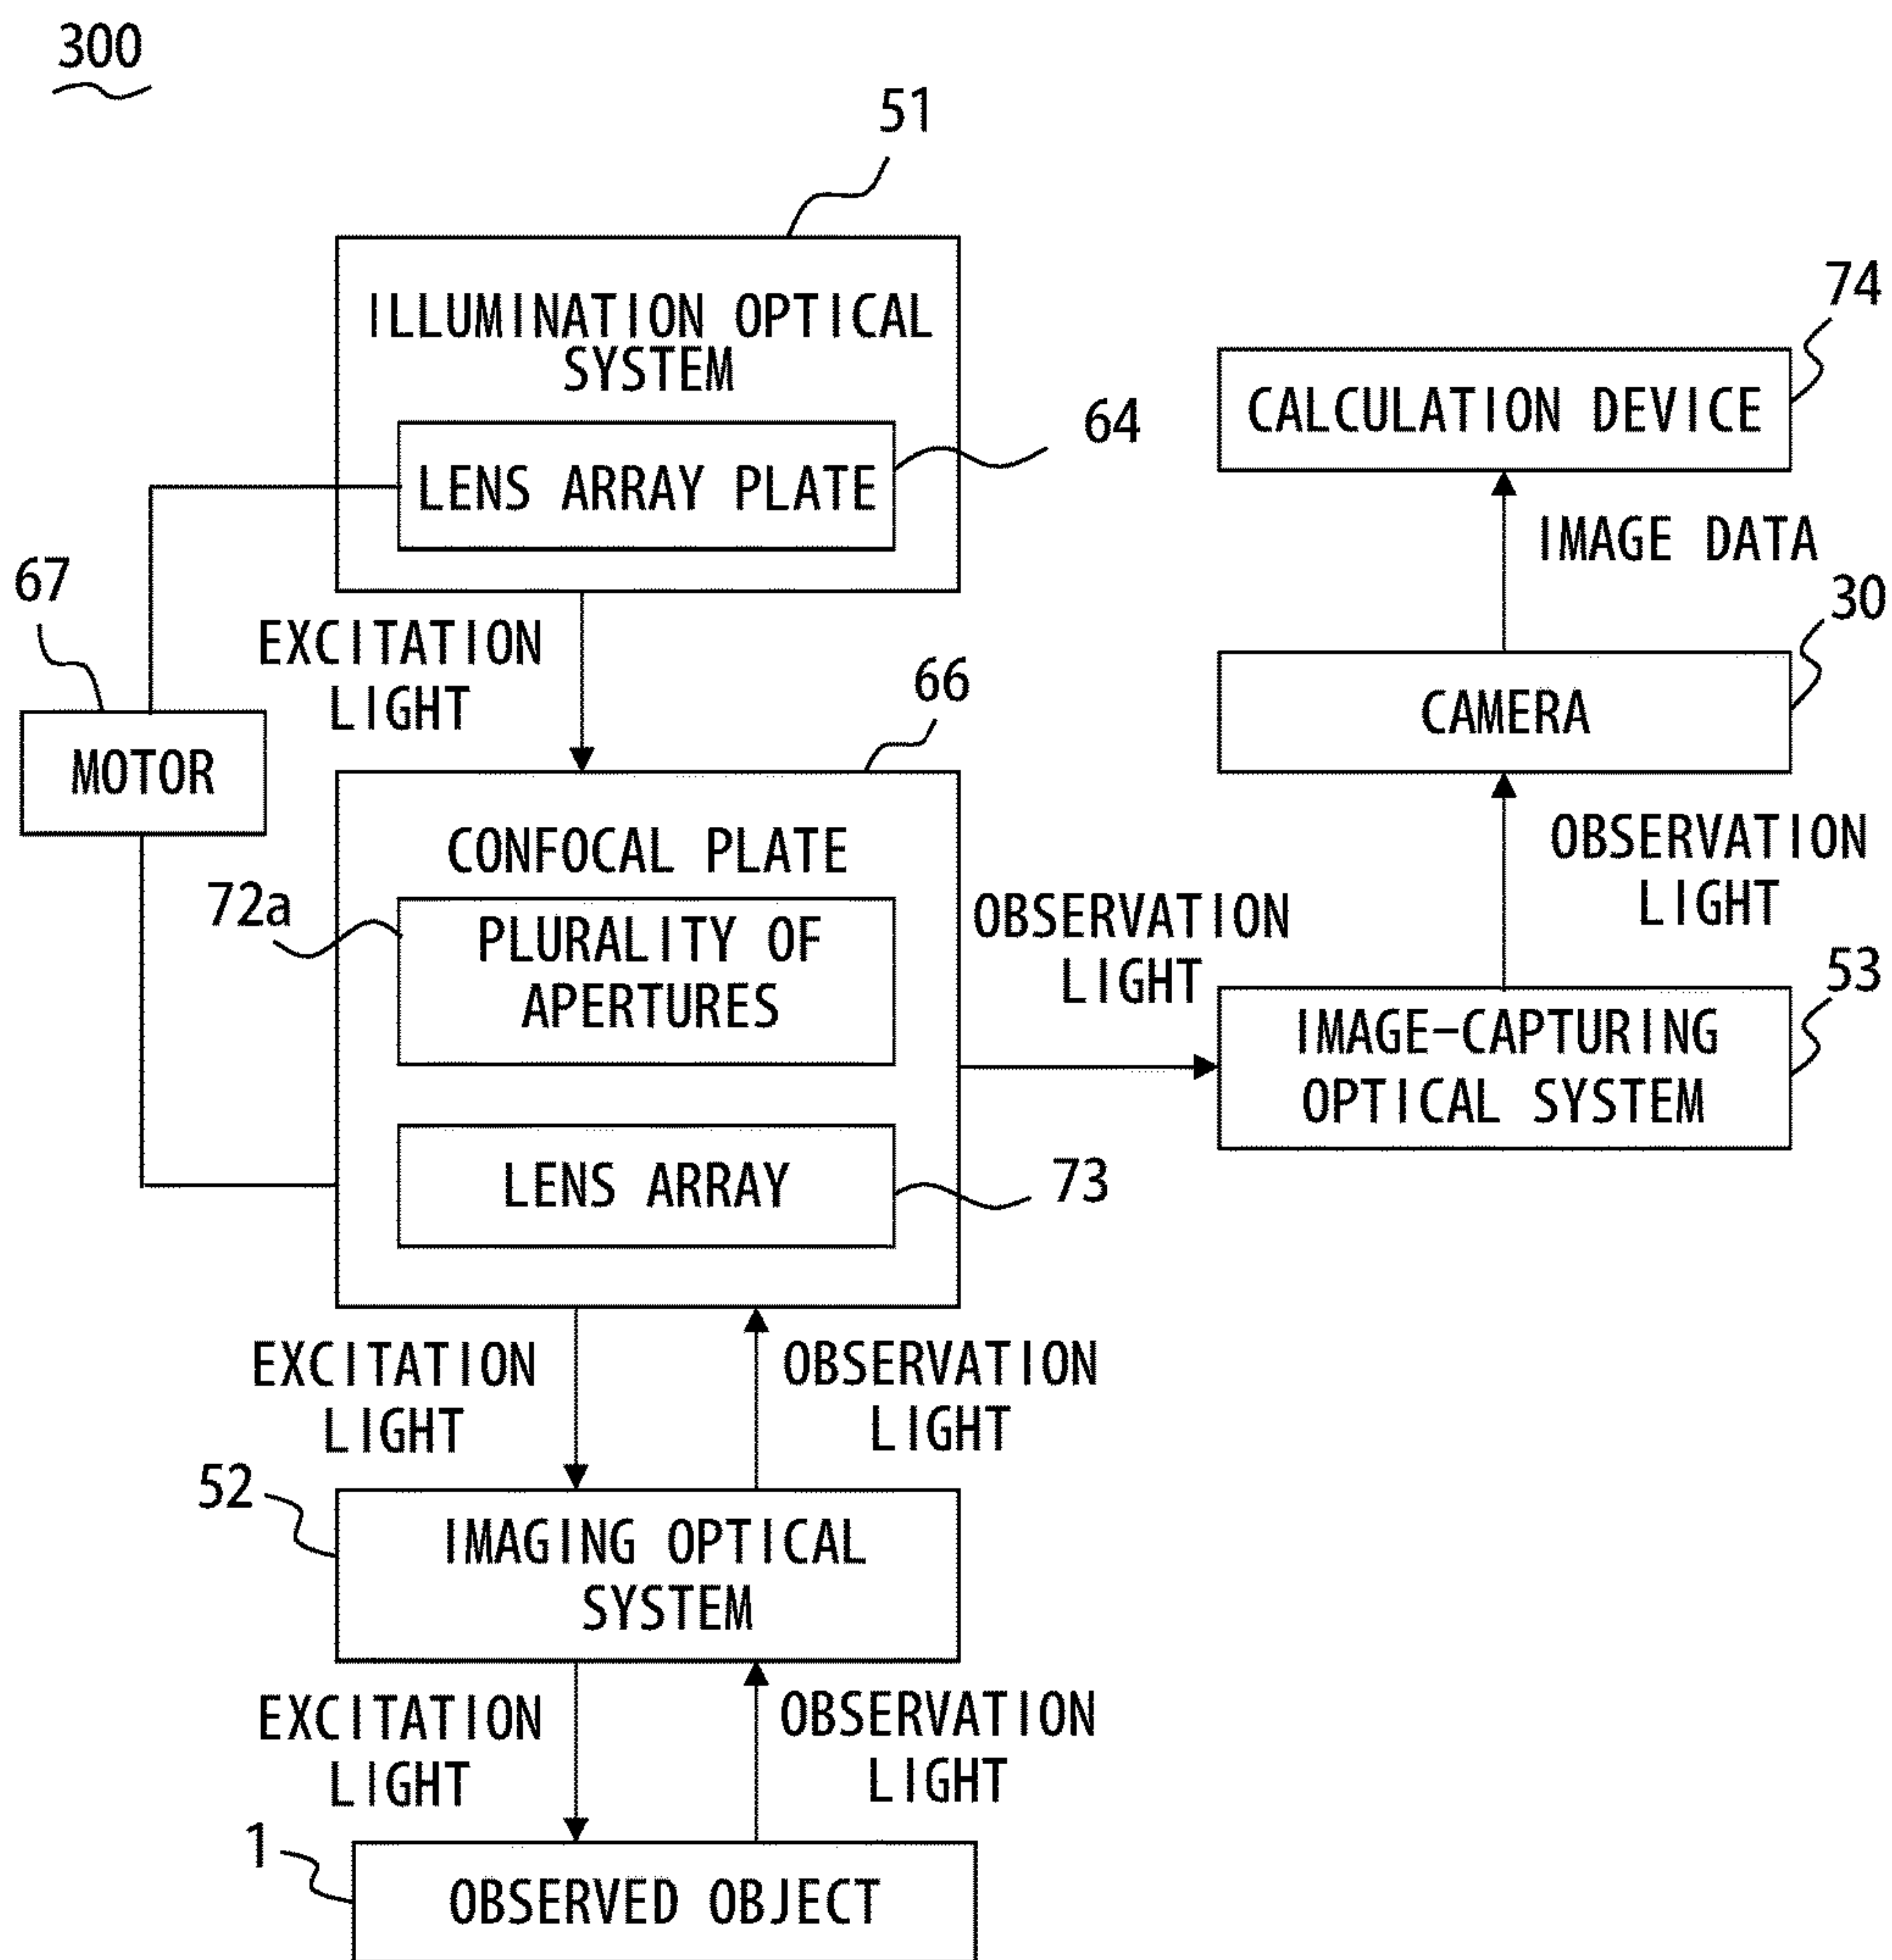 300
51
ILLUMINATION OPTICAL
SYSTEM
64
LENS ARRAY PLATE
74
CALCULATION DEVICE
IMAGE DATA
67
MOTOR
EXCITATION
LIGHT
66
30
CAMERA
CONFOCAL PLATE
72a
PLURALITY OF
APERTURES
OBSERVATION
LIGHT
OBSERVATION
LIGHT
53
IMAGE-CAPTURING
OPTICAL SYSTEM
LENS ARRAY
73
EXCITATION
LIGHT
OBSERVATION
LIGHT
52
IMAGING OPTICAL
SYSTEM
EXCITATION
LIGHT
OBSERVATION
LIGHT
1
OBSERVED OBJECT